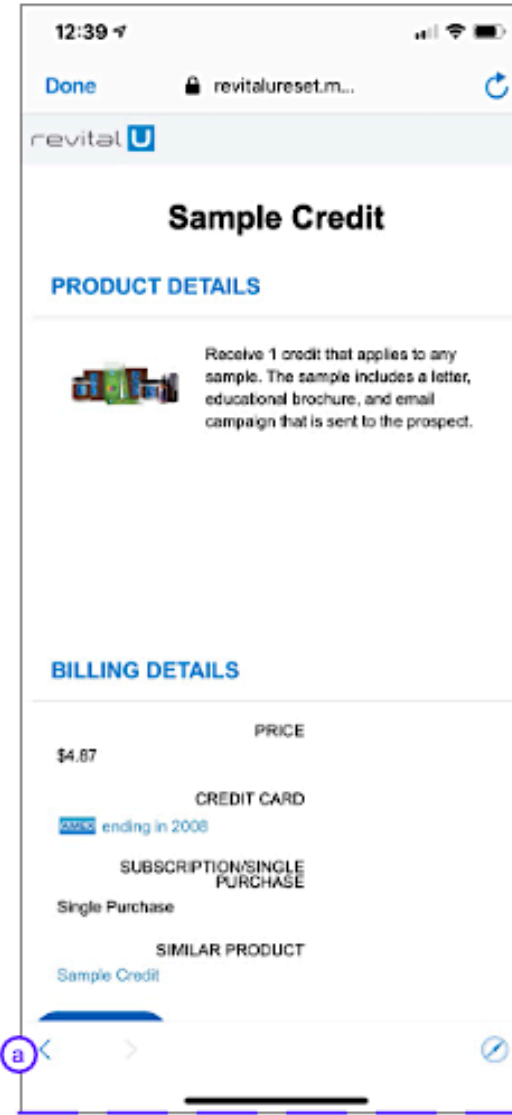 12:39
Done revitalureset.m...
revital U
Sample Credit
PRODUCT DETAILS
Receive 1 credit that applies to any
sample. The sample includes a letter,
educational brochure, and email
campaign that is sent to the prospect.
BILLING DETAILS
PRICE
$4.87
CREDIT CARD
AMEX ending in 2008
SUBSCRIPTION/SINGLE
PURCHASE
Single Purchase
SIMILAR PRODUCT
Sample Credit
a